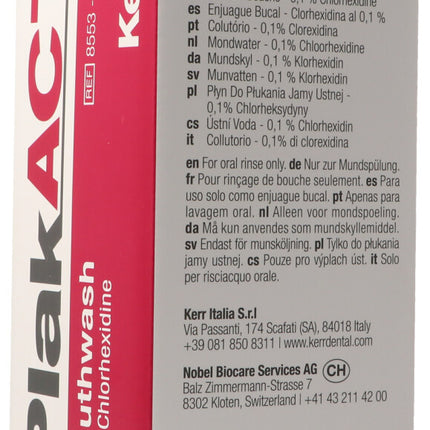 PlakACT
REF 8553 -
Ke
uthwash
Chlorhexidine
0,1% Chlorhexidine
es Enjuague Bucal - Clorhexidina al 0,1 %
pt Colutório - 0,1% Clorexidina
nl Mondwater - 0,1% Chloorhexidine
da Mundskyl - 0,1 % Klorhexidin
sv Munvatten - 0,1 % Klorhexidin
pl Płyn Do Płukania Jamy Ustnej -
0,1% Chlorheksydyny
cs Ústní Voda - 0,1 % Chlorhexidin
it Collutorio - 0,1% di clorexidina
en For oral rinse only. de Nur zur Mundspülung.
fr Pour rinçage de bouche seulement. es Para
uso solo como enjuague bucal. pt Apenas para
lavagem oral. nl Alleen voor mondspoeling.
da Må kun anvendes som mundskyllemiddel.
sv Endast för munsköljning. pl Tylko do płukania
jamy ustnej. cs Pouze pro výplach úst. it Solo
per risciacquo orale.
Kerr Italia S.r.l
Via Passanti, 174 Scafati (SA), 84018 Italy
+39 081 850 8311 | www.kerrdental.com
Nobel Biocare Services AG CH
Balz Zimmermann-Strasse 7
8302 Kloten, Switzerland | +41 43 211 42 00